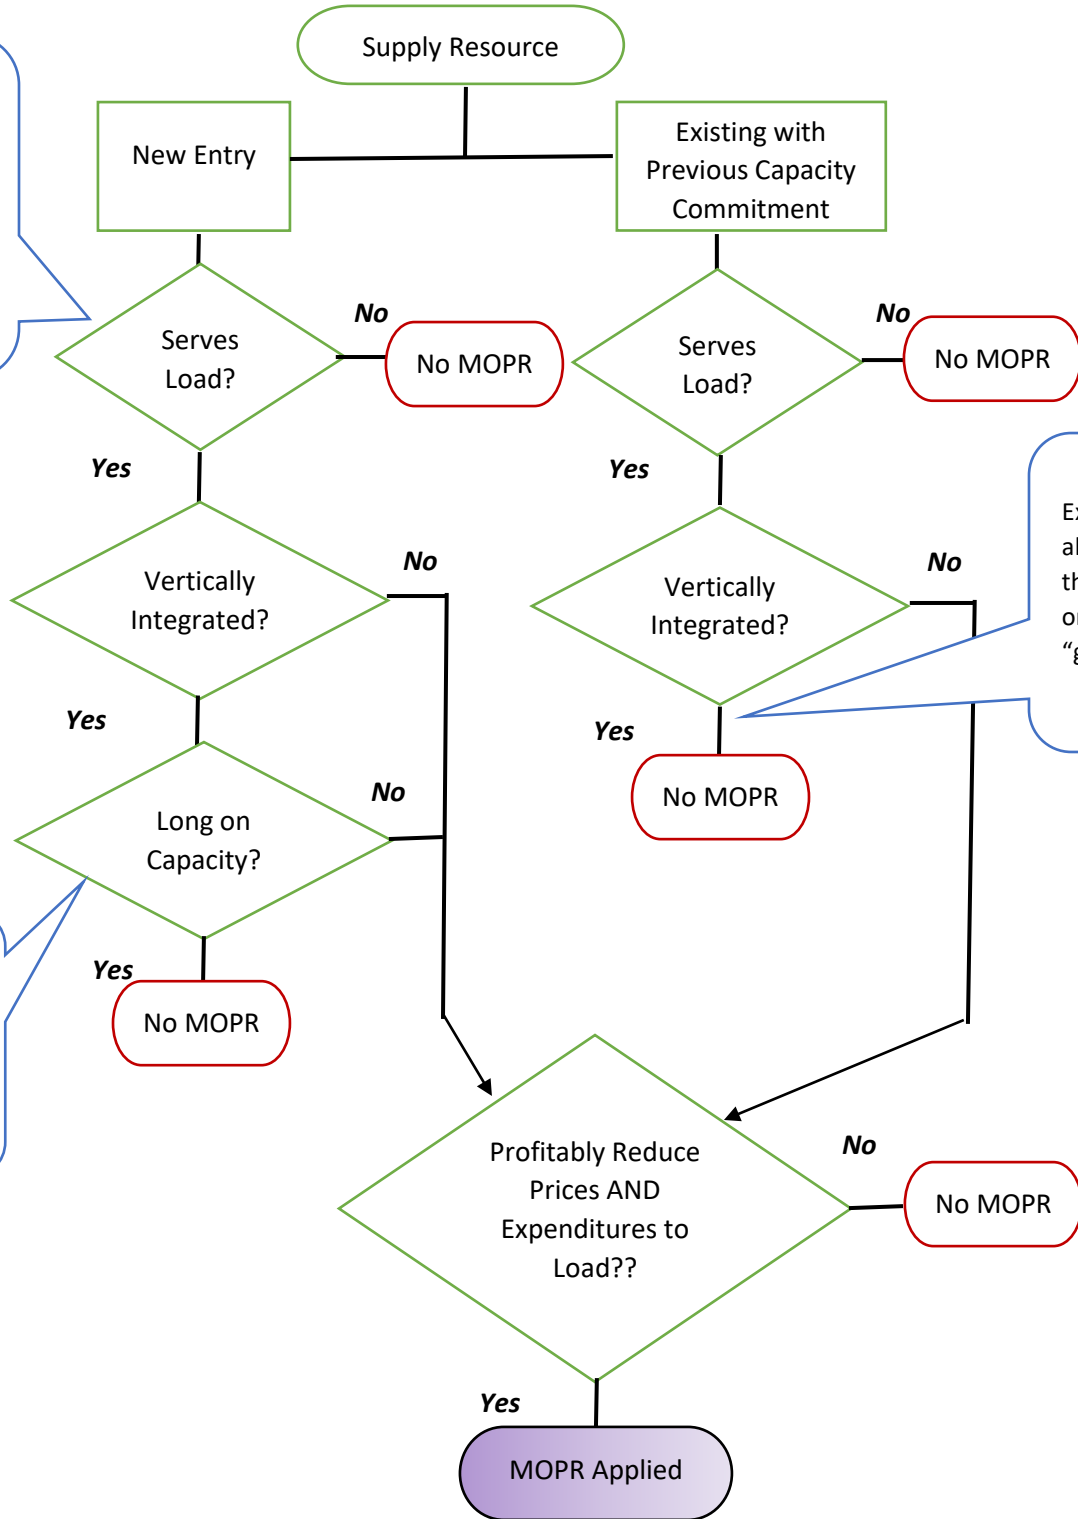 Supply Resource
New Entry
Existing with
Previous Capacity
Commitment
Serves
Load?
No
No MOPR
Serves
Load?
No
No MOPR
Yes
Yes
Vertically
Integrated?
No
Vertically
Integrated?
No
Yes
Yes
No MOPR
Long on
Capacity?
No
Yes
No MOPR
Profitably Reduce
Prices AND
Expenditures to
Load??
No
No MOPR
Yes
MOPR Applied